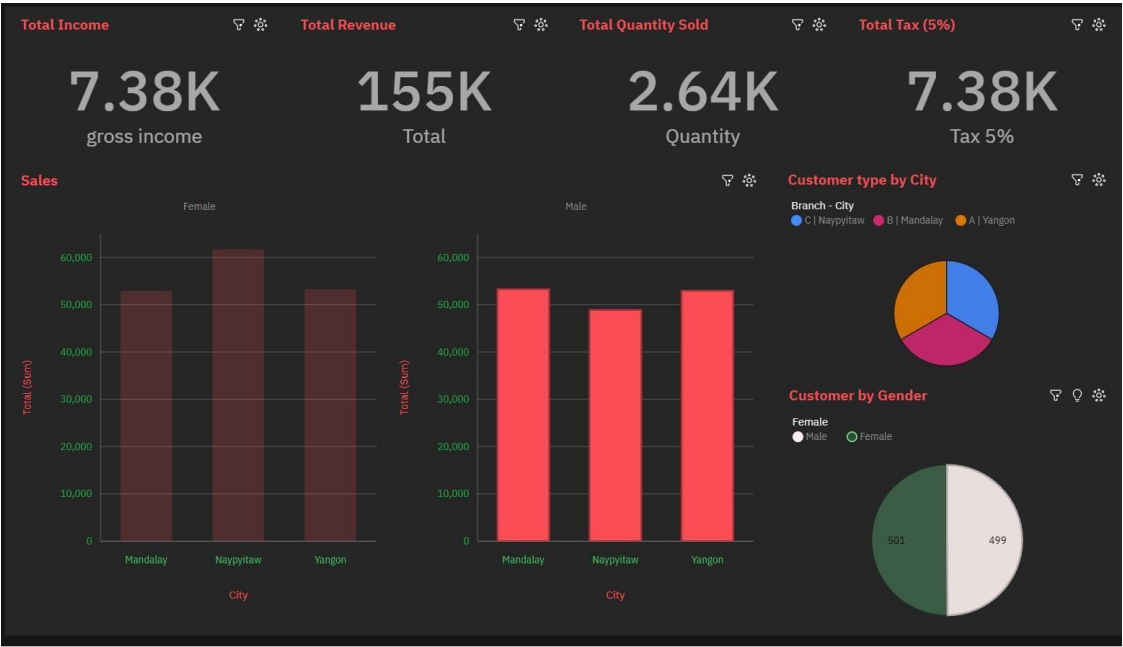 Total Income
Total Revenue
Total Quantity Sold
Total Tax (5%)
7.38K
gross income
155K
Total
2.64K
Quantity
7.38K
Tax 5%
Sales
Female
Total (Sum)
60,000
50,000
40,000
30,000
20,000
10,000
0
Mandalay
Naypyitaw
Yangon
City
Male
Total (Sum)
60,000
50,000
40,000
30,000
20,000
10,000
0
Mandalay
Naypyitaw
Yangon
City
Customer type by City
Branch - City
C | Naypyitaw B | Mandalay A | Yangon
Customer by Gender
Female
Male Female
501
499